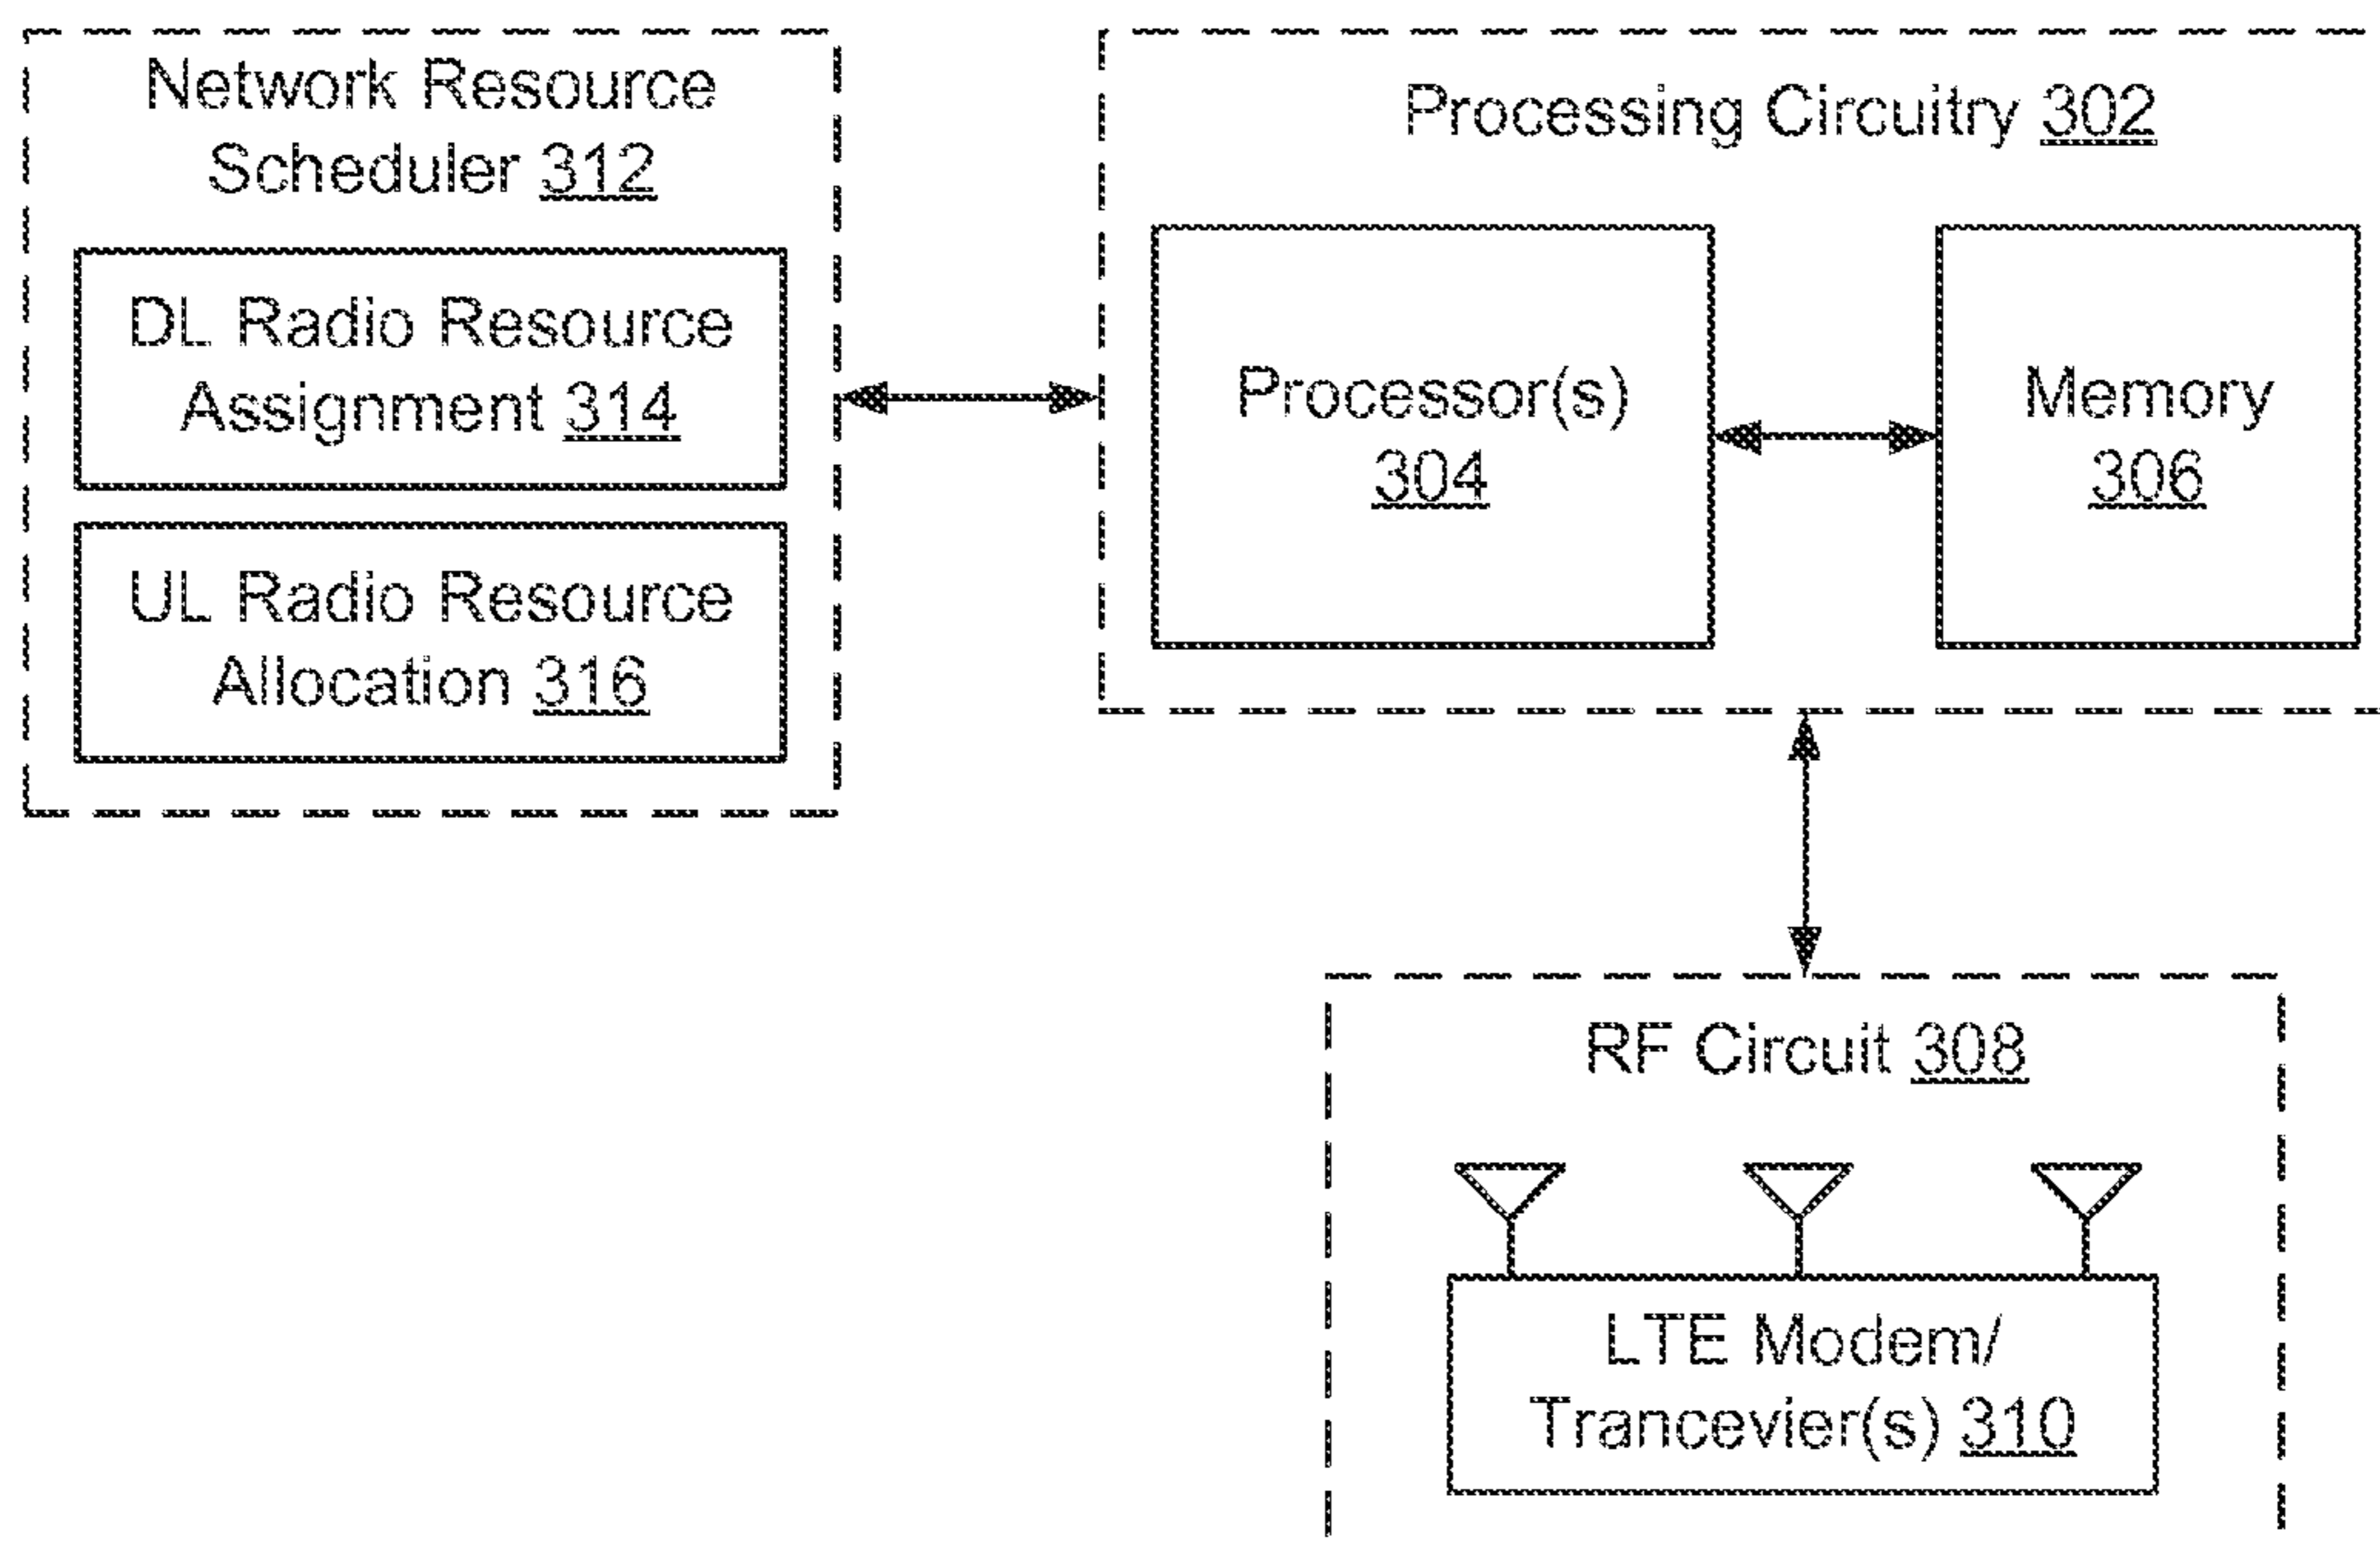 Network Resource
Scheduler 312
DL Radio Resource
Assignment 314
UL Radio Resource
Allocation 316
Processing Circuitry 302
Processor(s)
304
Memory
306
RF Circuit 308
LTE Modem/
Trancevier(s) 310